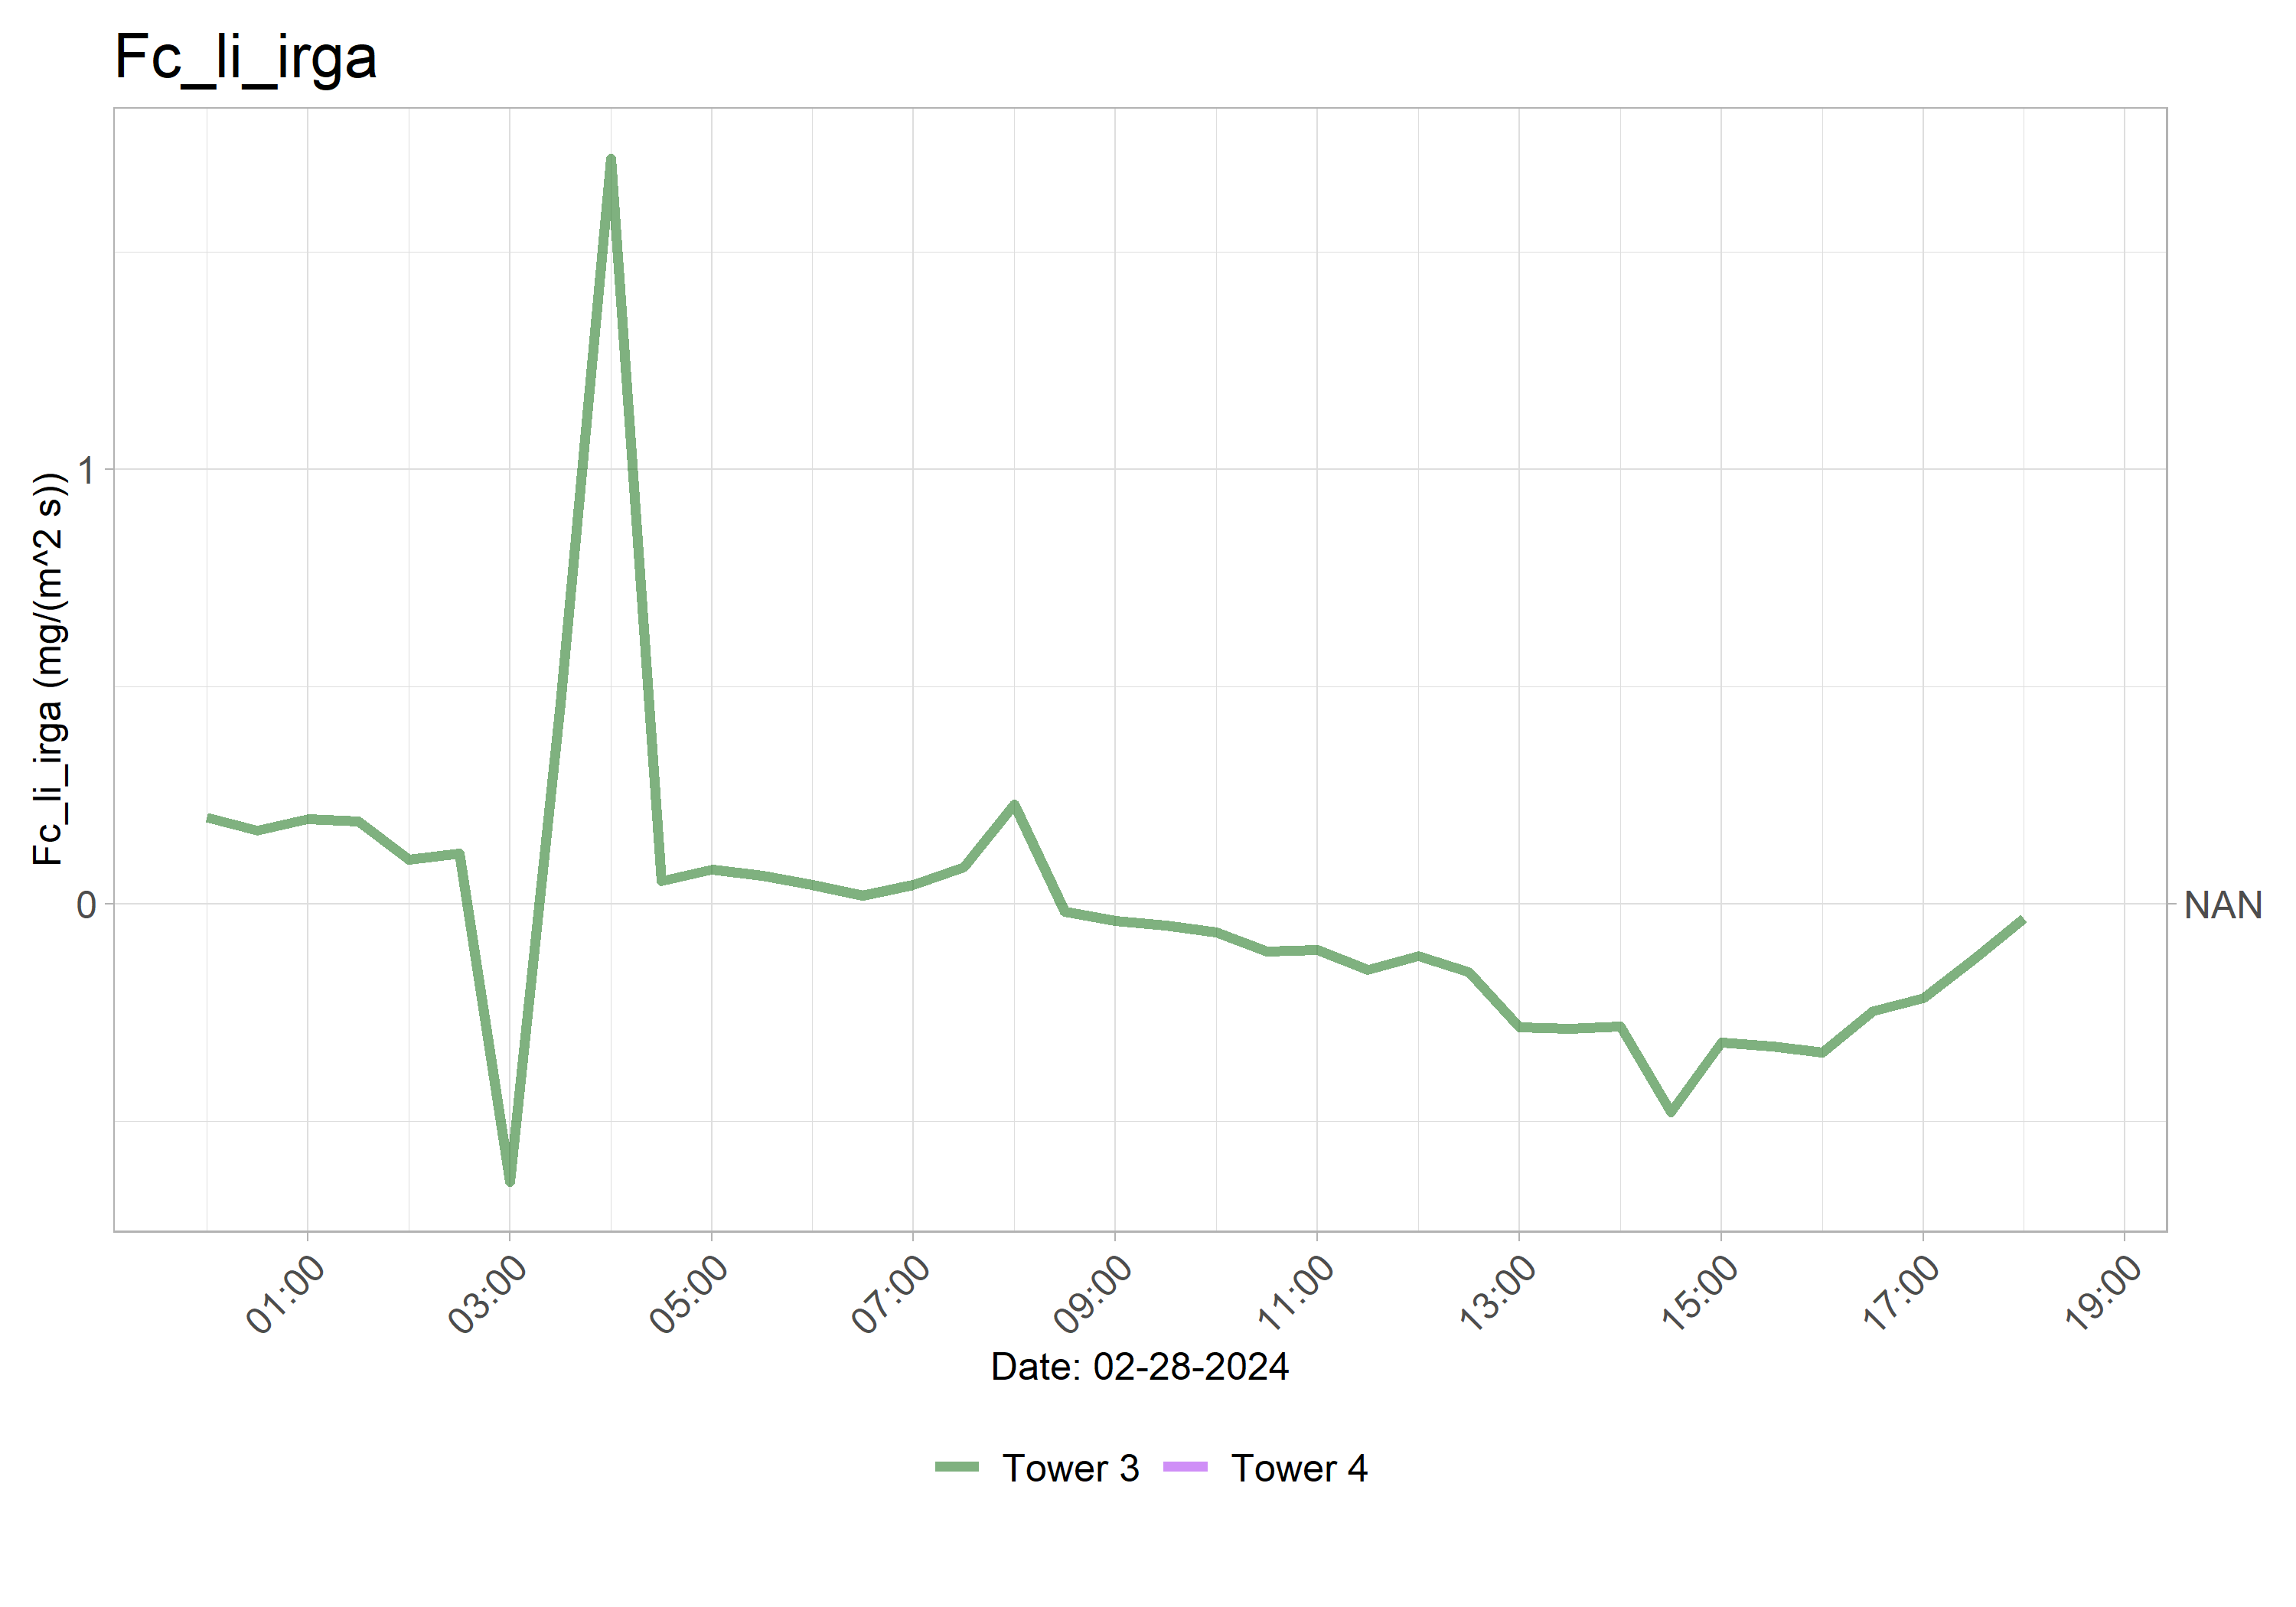 Fc_li_irga
Fc_li_irga (mg/(m^2 s))
1
0
NAN
01:00
03:00
05:00
07:00
09:00
11:00
13:00
15:00
17:00
19:00
Date: 02-28-2024
Tower 3
Tower 4